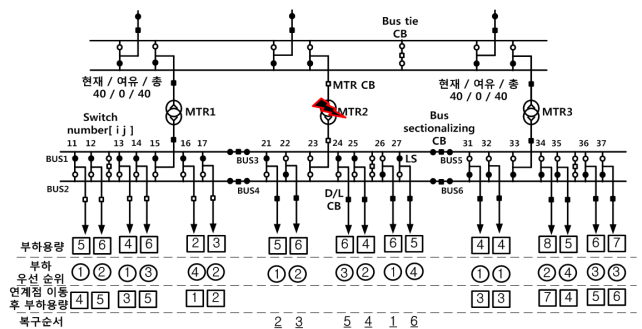 Bus tie
CB
현재 / 여유 / 총
40 / 0 / 40
MTR CB
현재 / 여유 / 총
40 / 0 / 40
MTR1
MTR2
MTR3
Switch
number[ i j ]
Bus
sectionalizing
CB
11 12 13 14 15 16 17 21 22 23 24 25 26 27 31 32 33 34 35 36 37
BUS1 BUS3 LS BUS5
BUS2 BUS4 BUS6
D/L
CB
부하용량 5 6 4 6 2 3 5 6 6 4 6 5 4 4 8 5 6 7
부하
우선 순위 ① ② ① ③ ④ ② ① ② ③ ② ① ④ ① ① ② ④ ③ ③
연계점 이동
후 부하용량 4 5 3 5 1 2 3 3 7 4 5 6
복구순서 2 3 5 4 1 6